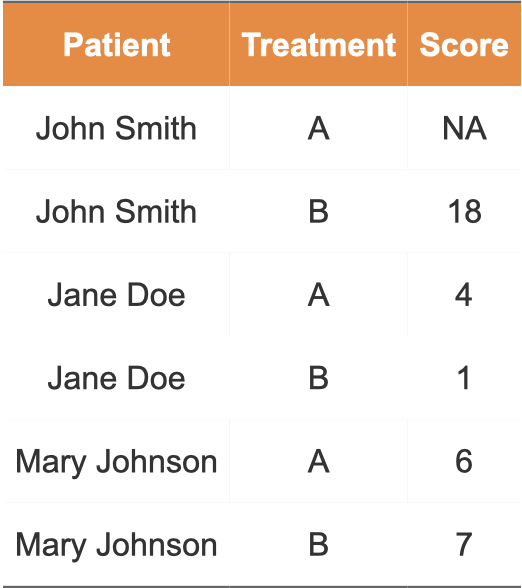 Patient Treatment Score
John Smith A NA
John Smith B 18
Jane Doe A 4
Jane Doe B 1
Mary Johnson A 6
Mary Johnson B 7